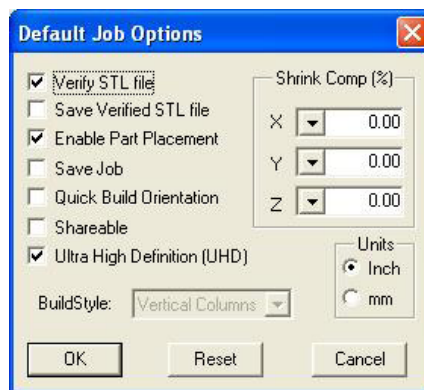 Default Job Options
Verify STL file
Save Verified STL file
Enable Part Placement
Save Job
Quick Build Orientation
Shareable
Ultra High Definition (UHD)
Shrink Comp (%)
X 0.00
Y 0.00
Z 0.00
Units
Inch
mm
BuildStyle: Vertical Columns
OK Reset Cancel